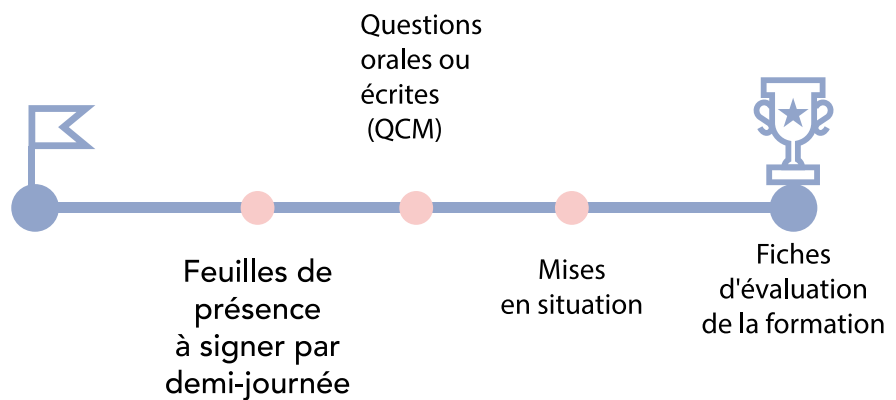 Questions
orales ou
écrites
(QCM)
Feuilles de
présence
à signer par
demi-journée
Mises
en situation
Fiches
d'évaluation
de la formation